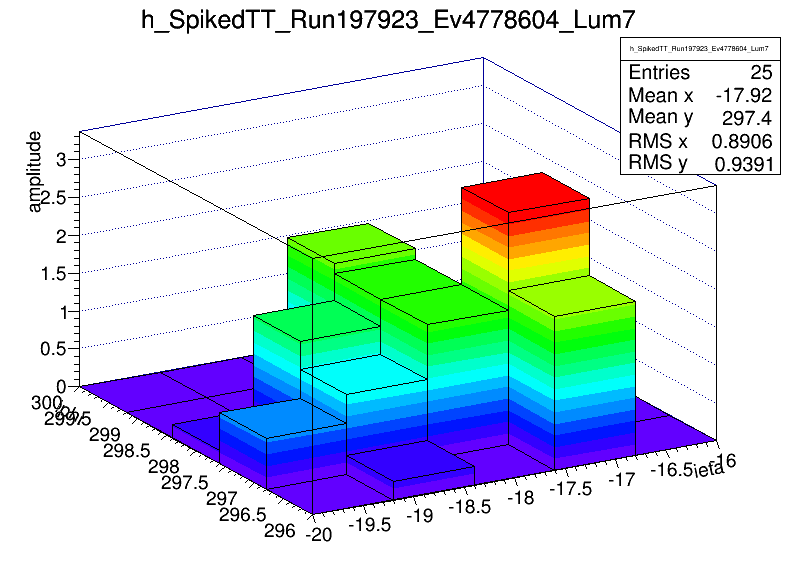 h_SpikedTT_Run197923_Ev4778604_Lum7
h_SpikedTT_Run197923_Ev4778604_Lum7
Entries 25
Mean x -17.92
Mean y 297.4
RMS x 0.8906
RMS y 0.9391
amplitude
3
2.5
2
1.5
1
0.5
0
300
299.5
299
298.5
298
297.5
297
296.5
296
-20
-19.5
-19
-18.5
-18
-17.5
-17
-16.5
-16
ieta